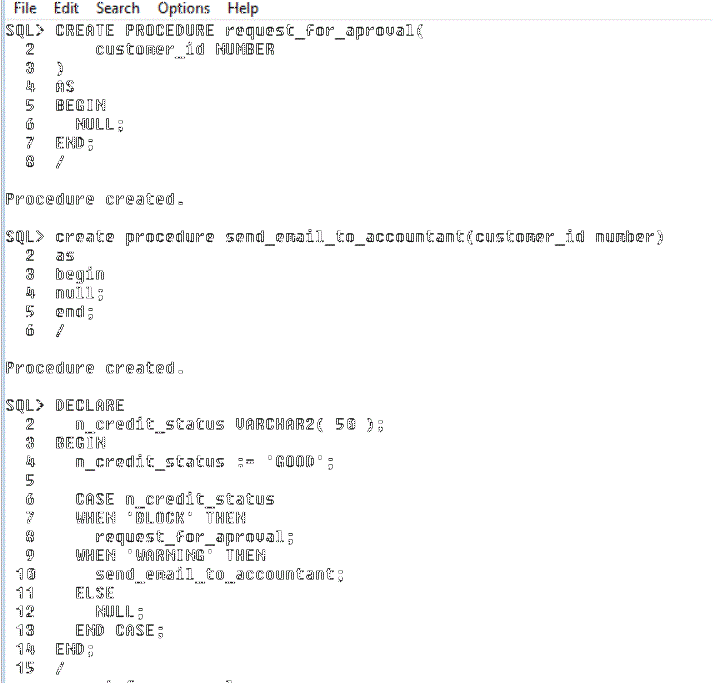 File Edit Search Options Help
SQL> CREATE PROCEDURE request_for_aproval(
2 customer_id NUMBER
3 )
4 AS
5 BEGIN
6 NULL;
7 END;
8 /
Procedure created.
SQL> create procedure send_email_to_accountant(customer_id number)
2 as
3 begin
4 null;
5 end;
6 /
Procedure created.
SQL> DECLARE
2 n_credit_status VARCHAR2( 50 );
3 BEGIN
4 n_credit_status := 'GOOD';
5
6 CASE n_credit_status
7 WHEN 'BLOCK' THEN
8 request_for_aproval;
9 WHEN 'WARNING' THEN
10 send_email_to_accountant;
11 ELSE
12 NULL;
13 END CASE;
14 END;
15 /